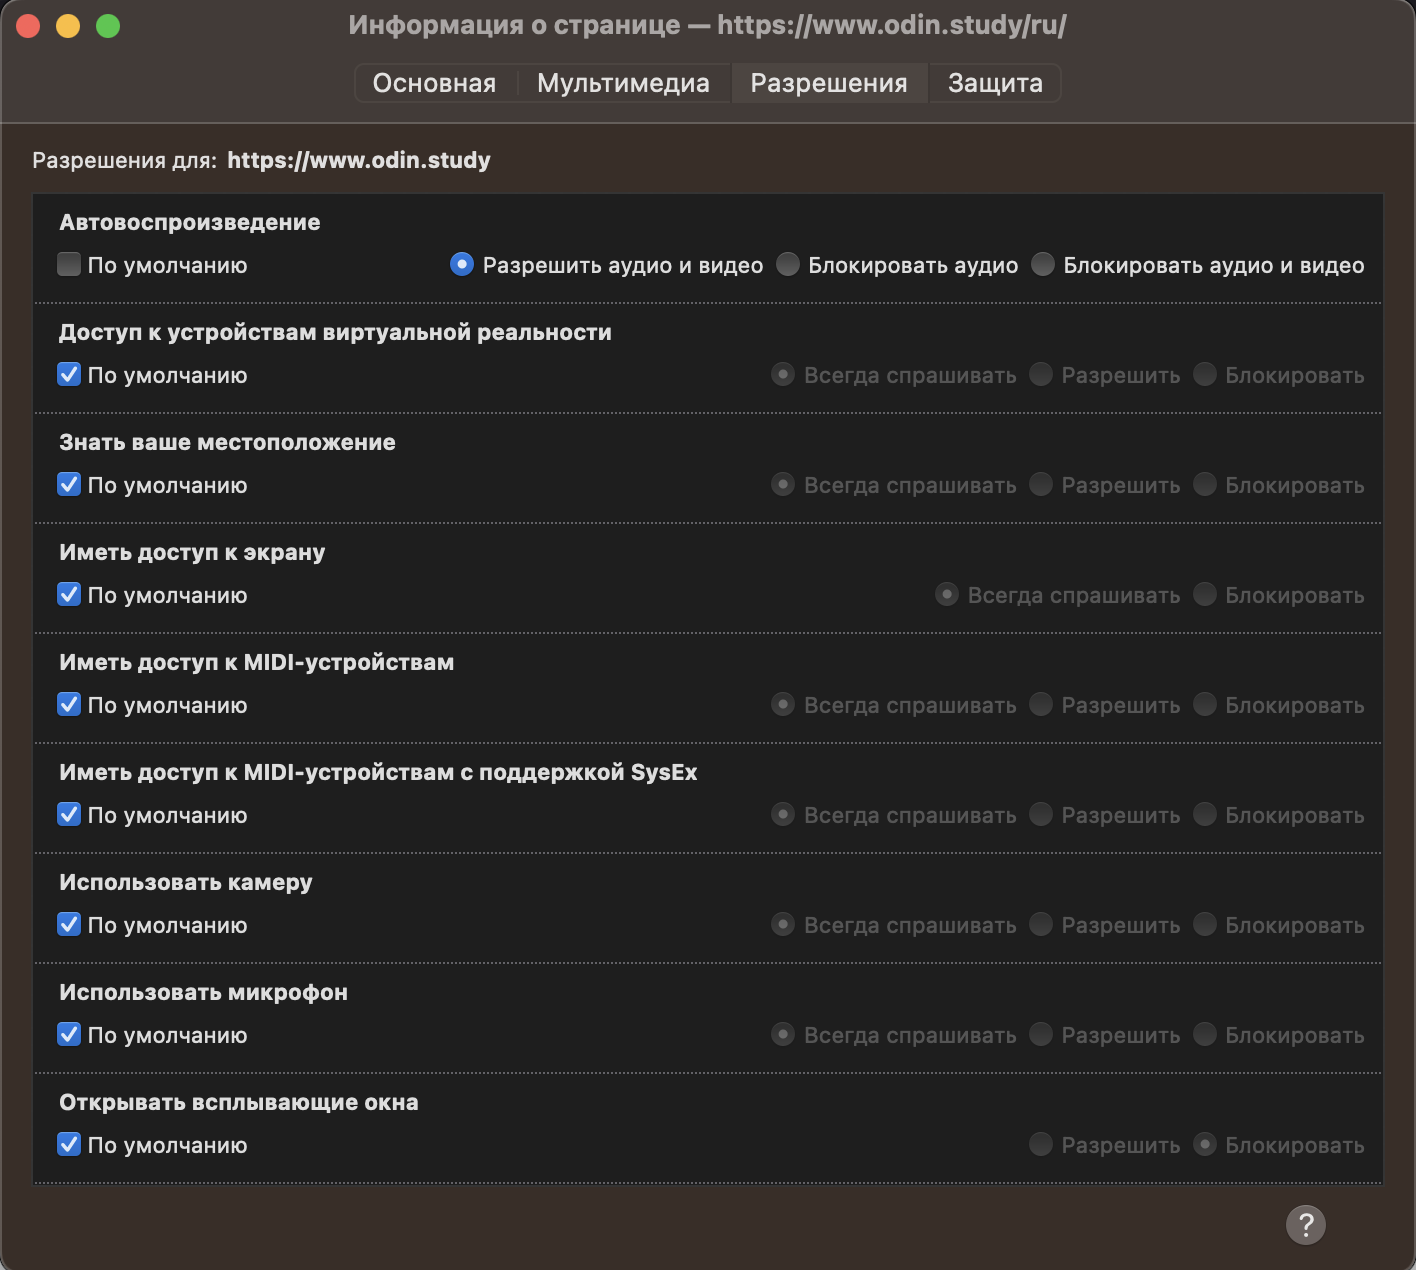 Информация о странице — https://www.odin.study/ru/
Основная Мультимедиа Разрешения Защита
Разрешения для: https://www.odin.study
Автовоспроизведение
По умолчанию Разрешить аудио и видео Блокировать аудио Блокировать аудио и видео
Доступ к устройствам виртуальной реальности
По умолчанию Всегда спрашивать Разрешить Блокировать
Знать ваше местоположение
По умолчанию Всегда спрашивать Разрешить Блокировать
Иметь доступ к экрану
По умолчанию Всегда спрашивать Блокировать
Иметь доступ к MIDI-устройствам
По умолчанию Всегда спрашивать Разрешить Блокировать
Иметь доступ к MIDI-устройствам с поддержкой SysEx
По умолчанию Всегда спрашивать Разрешить Блокировать
Использовать камеру
По умолчанию Всегда спрашивать Разрешить Блокировать
Использовать микрофон
По умолчанию Всегда спрашивать Разрешить Блокировать
Открывать всплывающие окна
По умолчанию Разрешить Блокировать
?